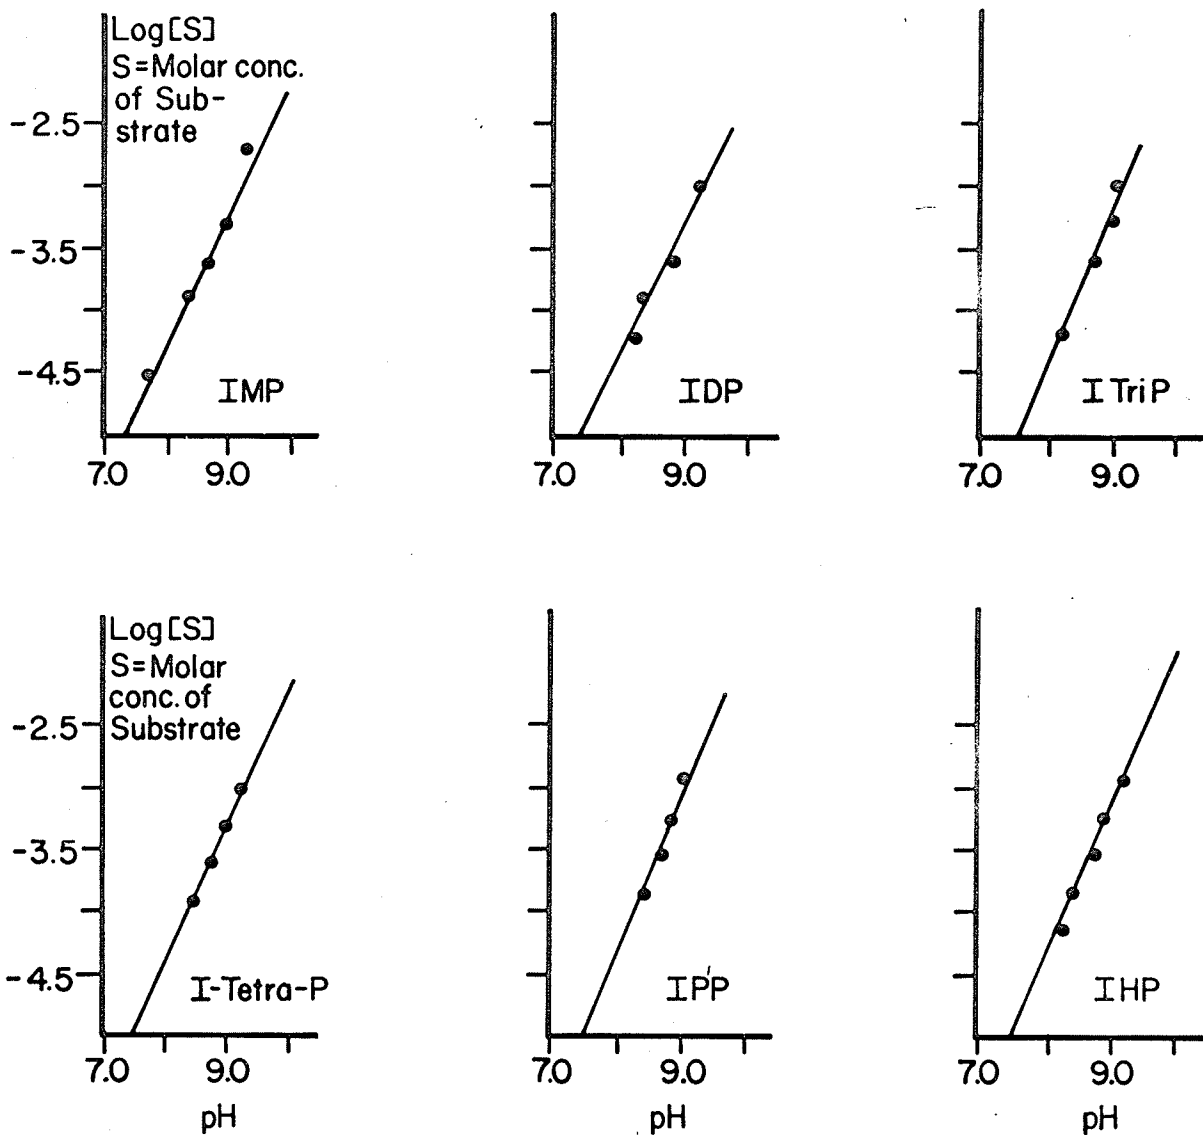 Log[S]
S=Molar conc.
of Sub-
strate
-2.5
-3.5
-4.5
IMP
7.0 9.0
IDP
7.0 9.0
I TriP
7.0 9.0
Log[S]
S=Molar
conc. of
Substrate
-2.5
-3.5
-4.5
I-Tetra-P
7.0 9.0
pH
IP'P
7.0 9.0
pH
IHP
7.0 9.0
pH